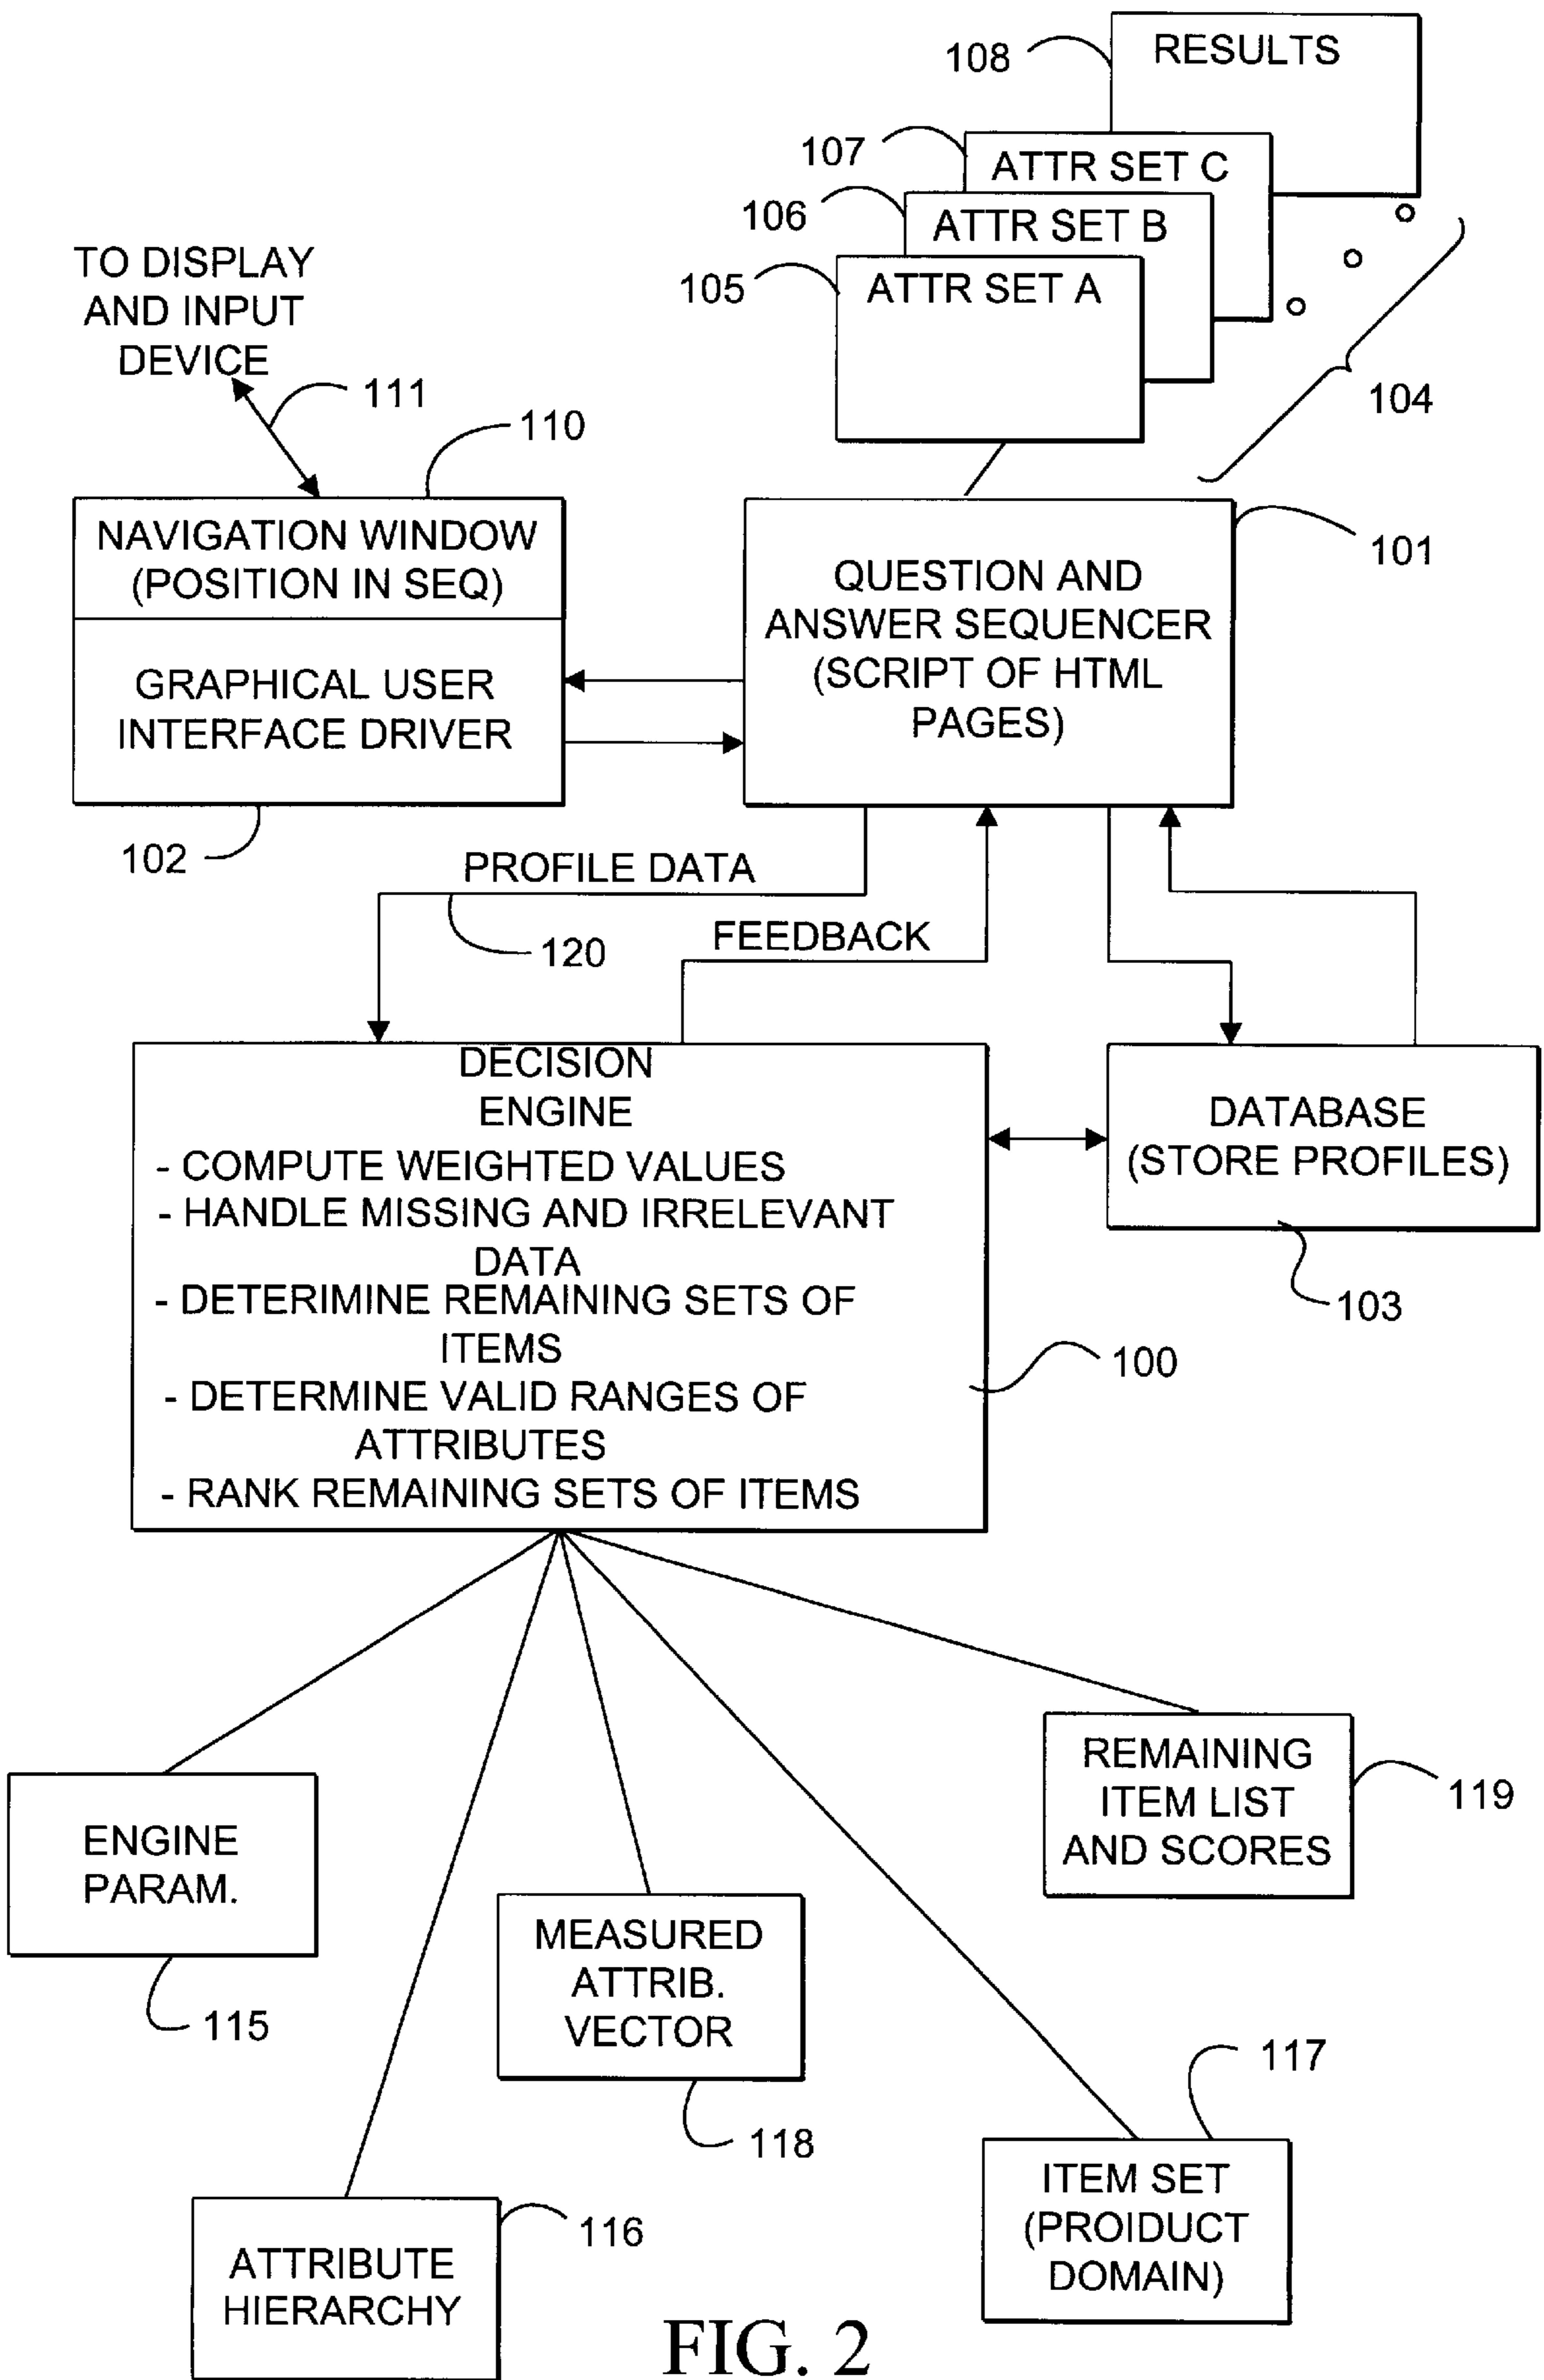 RESULTS
108
107
ATTR SET C
106
ATTR SET B
105
ATTR SET A
104
TO DISPLAY
AND INPUT
DEVICE
111
110
NAVIGATION WINDOW
(POSITION IN SEQ)
GRAPHICAL USER
INTERFACE DRIVER
102
QUESTION AND
ANSWER SEQUENCER
(SCRIPT OF HTML
PAGES)
101
PROFILE DATA
120
FEEDBACK
DECISION
ENGINE
- COMPUTE WEIGHTED VALUES
- HANDLE MISSING AND IRRELEVANT
DATA
- DETERIMINE REMAINING SETS OF
ITEMS
- DETERMINE VALID RANGES OF
ATTRIBUTES
- RANK REMAINING SETS OF ITEMS
100
DATABASE
(STORE PROFILES)
103
ENGINE
PARAM.
115
ATTRIBUTE
HIERARCHY
116
MEASURED
ATTRIB.
VECTOR
118
ITEM SET
(PROIDUCT
DOMAIN)
117
REMAINING
ITEM LIST
AND SCORES
119
FIG. 2